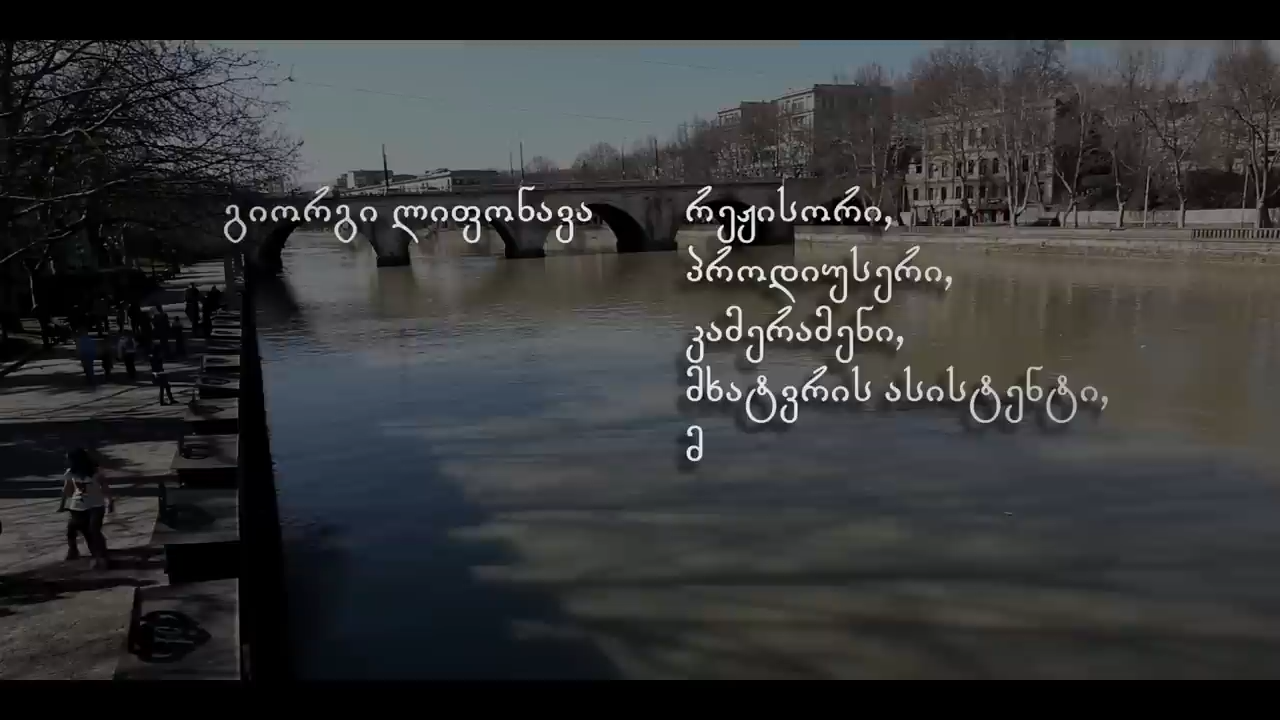 გიორგი ლიფონავა
რეჟისორი,
პროდიუსერი,
კამერამენი,
მხატვრის ასისტენტი,
მ